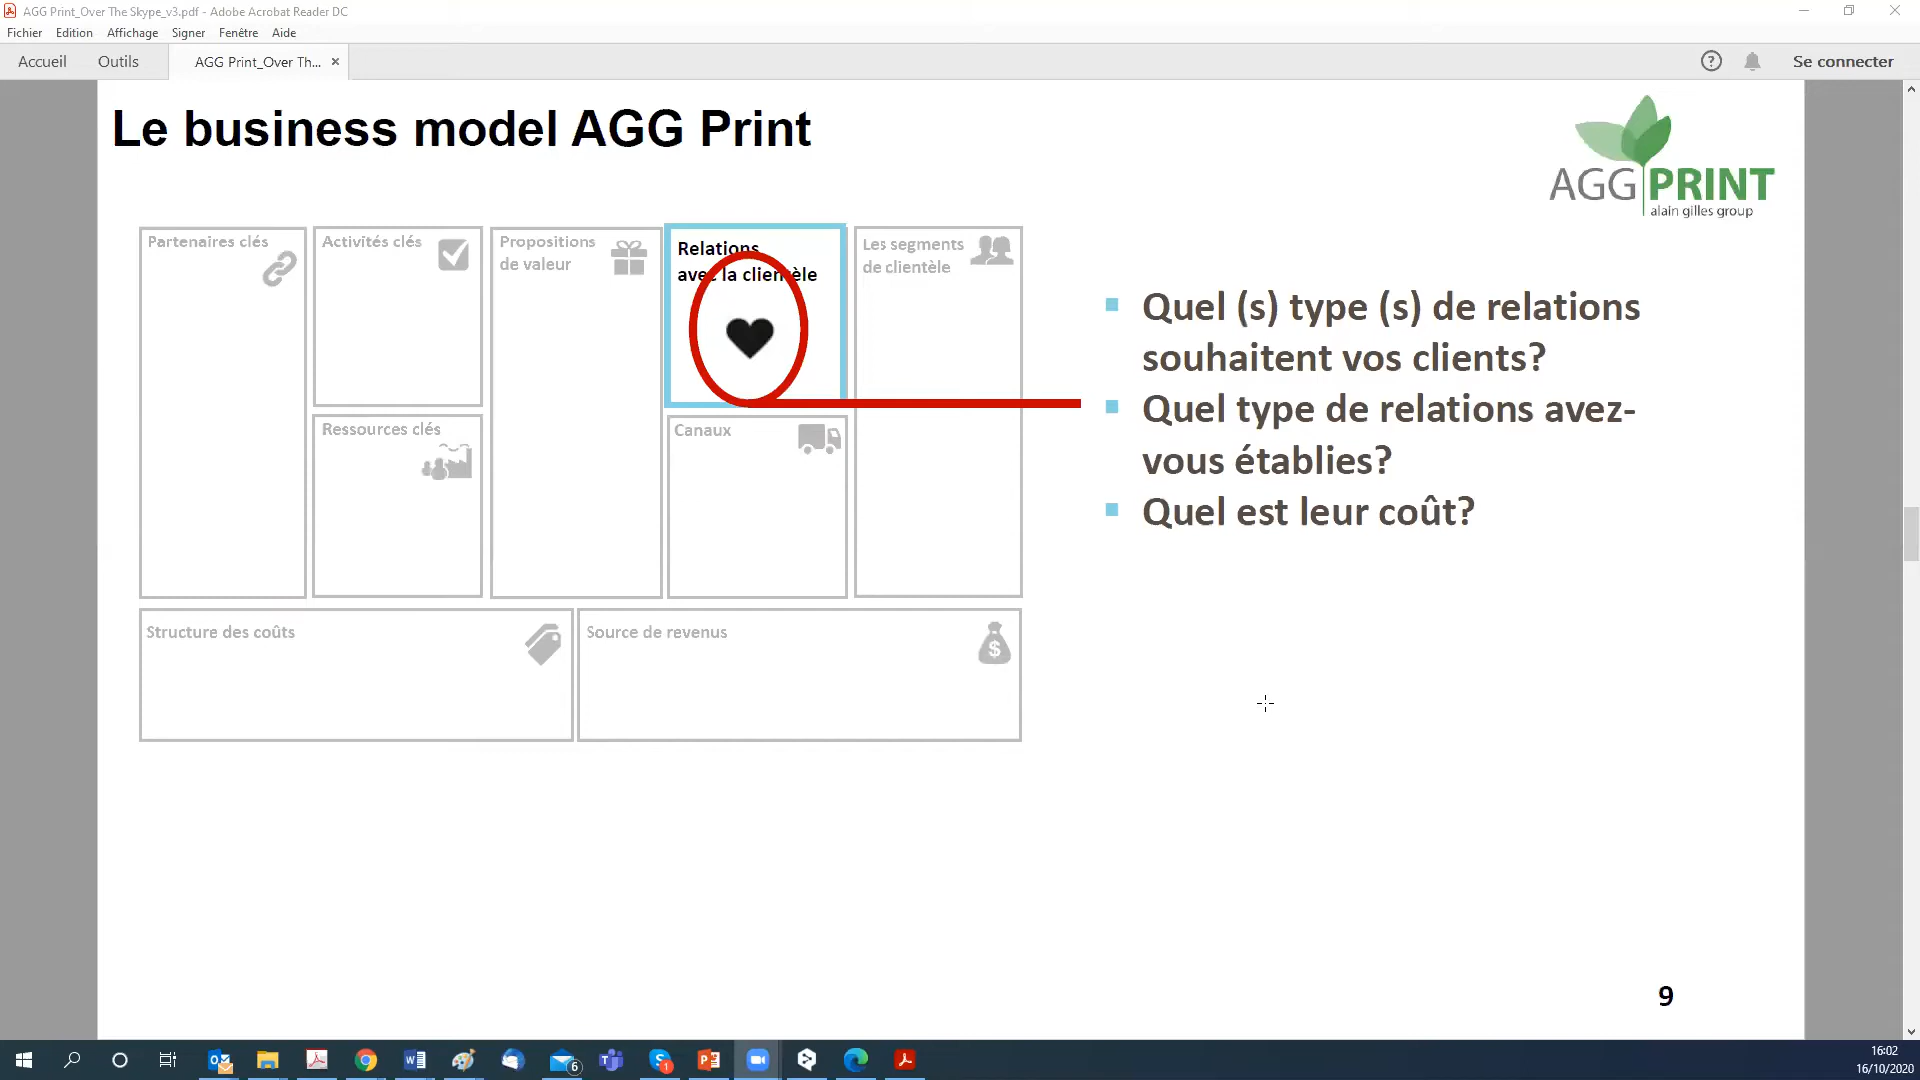 AGG Print_Over The Skype_v3.pdf - Adobe Acrobat Reader DC
Fichier Edition Affichage Signer Fenêtre Aide
Accueil Outils AGG Print_Over Th... × ? Se connecter
Le business model AGG Print
AGG PRINT
alain gilles group
Partenaires clés
Activités clés
Propositions
de valeur
Relations
avec la clientèle
Les segments
de clientèle
Ressources clés
Canaux
Structure des coûts
Source de revenus
$
Quel (s) type (s) de relations
souhaitent vos clients?
Quel type de relations avez-
vous établies?
Quel est leur coût?
9
6
1
16:02
16/10/2020